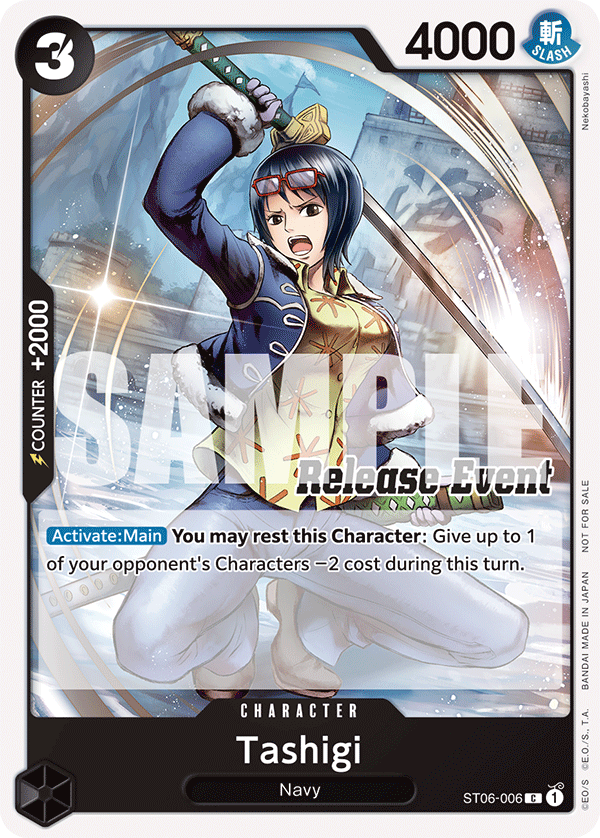 3
4000
斬
SLASH
Nekobayashi
COUNTER +2000
SAMPLE
Release Event
Activate:Main You may rest this Character: Give up to 1
of your opponent's Characters −2 cost during this turn.
CHARACTER
Tashigi
Navy
ST06-006 C 1
©EO/S ©E.O./S., T.A. BANDAI MADE IN JAPAN NOT FOR SALE